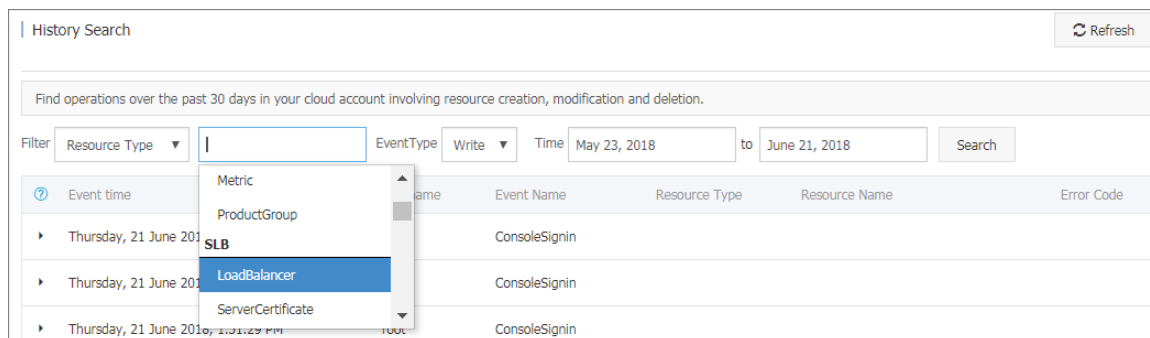 History Search
Refresh
Find operations over the past 30 days in your cloud account involving resource creation, modification and deletion.
Filter Resource Type EventType Write Time May 23, 2018 to June 21, 2018 Search
Metric
ProductGroup
SLB
LoadBalancer
ServerCertificate
Event time Event Name Resource Type Resource Name Error Code
Thursday, 21 June ConsoleSignin
Thursday, 21 June ConsoleSignin
Thursday, 21 June 2018, 1:51:29 PM root ConsoleSignin